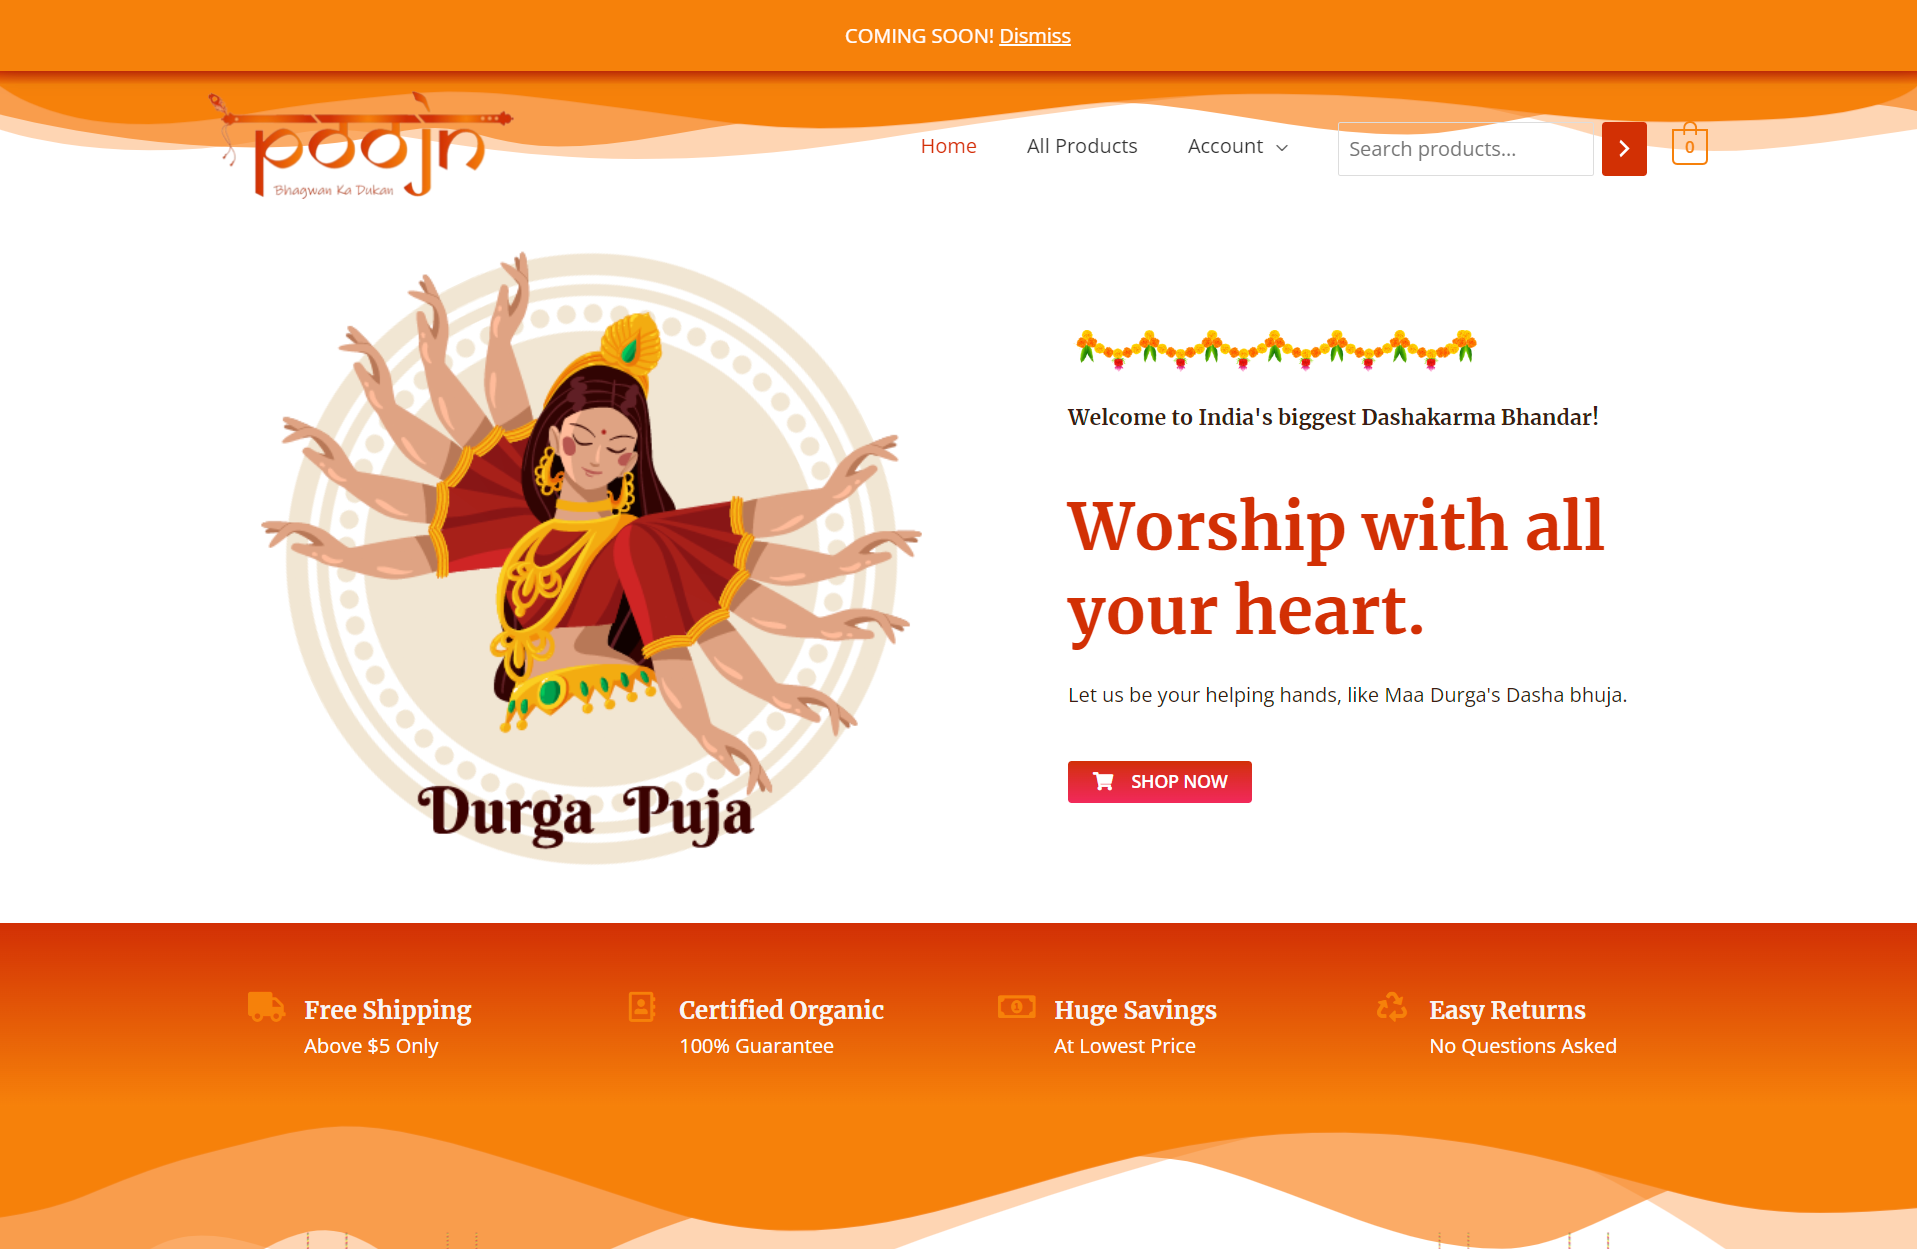 COMING SOON! Dismiss
poojn
Bhagwan Ka Dukan
Home
All Products
Account
Search products...
0
Welcome to India's biggest Dashakarma Bhandar!
Worship with all
your heart.
Let us be your helping hands, like Maa Durga's Dasha bhuja.
SHOP NOW
Durga Puja
Free Shipping
Above $5 Only
Certified Organic
100% Guarantee
Huge Savings
At Lowest Price
Easy Returns
No Questions Asked